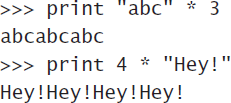 >>> print "abc" * 3
abcabcabc
>>> print 4 * "Hey!"
Hey!Hey!Hey!Hey!